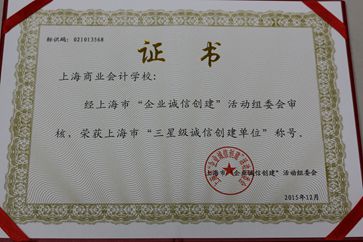 标识码：021013568
证书
上海商业会计学校：
经上海市“企业诚信创建”活动组委会审
核，荣获上海市“三星级诚信创建单位”称号。
上海市“企业诚信创建”活动组委会
2015年12月